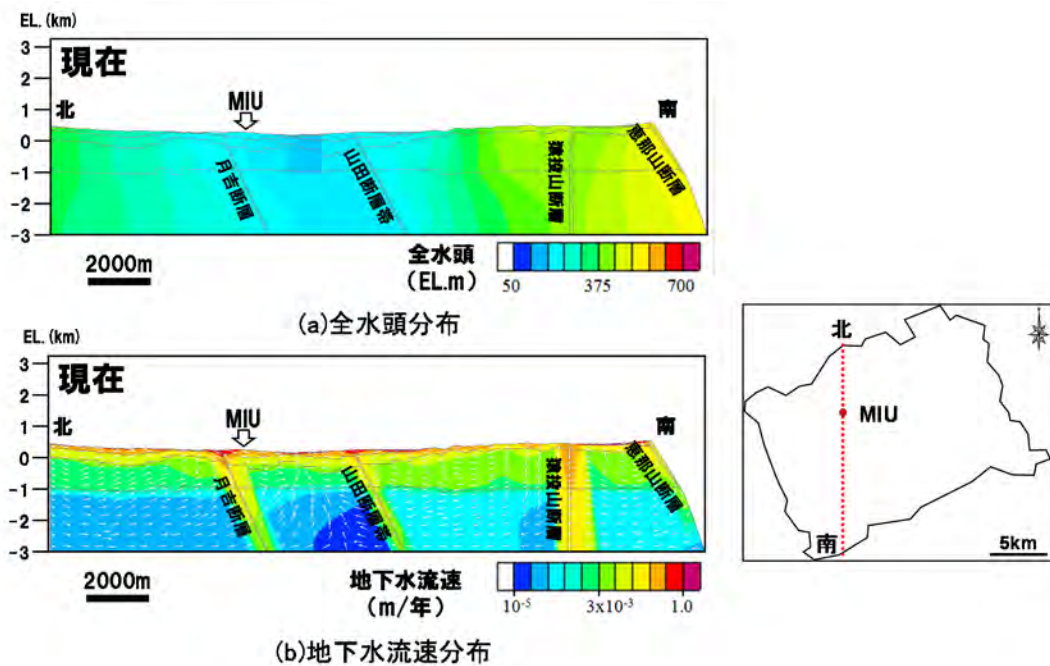 EL.(km)
3
2
1
0
-1
-2
-3
現在
北
MIU
南
月吉断層
山田断層帯
猿投山断層
恵那山断層
2000m
全水頭
(EL.m)
50
375
700
(a)全水頭分布
EL.(km)
3
2
1
0
-1
-2
-3
現在
北
MIU
南
月吉断層
山田断層帯
猿投山断層
恵那山断層
2000m
地下水流速
(m/年)
10⁻⁵
3x10⁻³
1.0
(b)地下水流速分布
北
MIU
南
5km